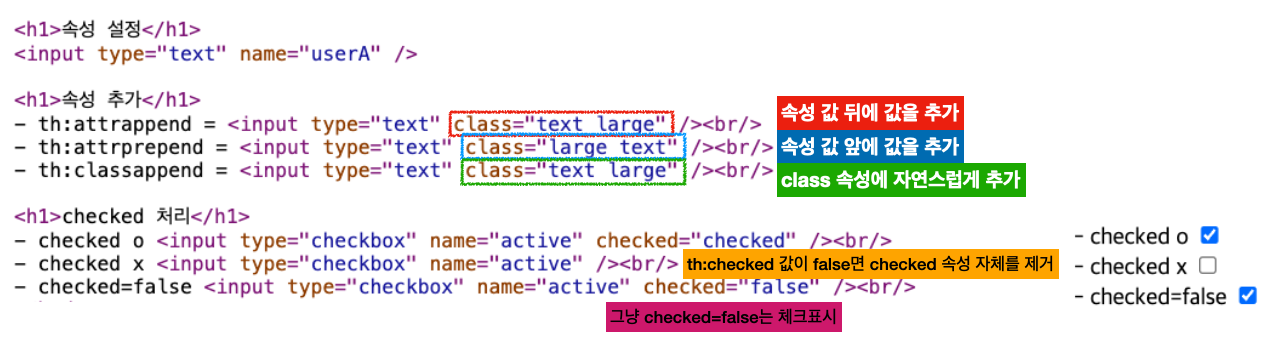 <h1>속성 설정</h1>
<input type="text" name="userA" />
<h1>속성 추가</h1>
- th:attrappend = <input type="text" class="text large" /><br/> 속성 값 뒤에 값을 추가
- th:attrprepend = <input type="text" class="large text" /><br/> 속성 값 앞에 값을 추가
- th:classappend = <input type="text" class="text large" /><br/> class 속성에 자연스럽게 추가
<h1>checked 처리</h1>
- checked o <input type="checkbox" name="active" checked="checked" /><br/>
- checked x <input type="checkbox" name="active" /><br/> th:checked 값이 false면 checked 속성 자체를 제거
- checked=false <input type="checkbox" name="active" checked="false" /><br/>
그냥 checked=false는 체크표시
- checked o
- checked x
- checked=false